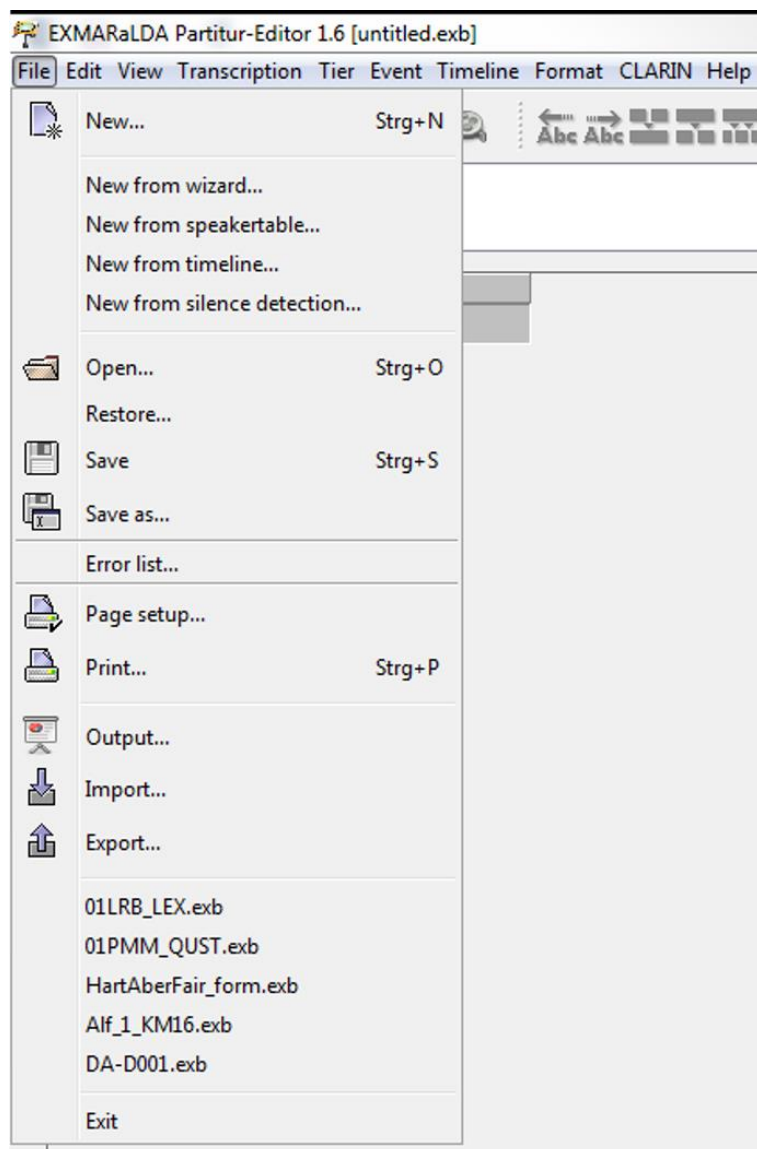 EXMARaLDA Partitur-Editor 1.6 [untitled.exb]
File Edit View Transcription Tier Event Timeline Format CLARIN Help
New... Strg+N
Abc Abc
New from wizard...
New from speakertable...
New from timeline...
New from silence detection...
Open... Strg+O
Restore...
Save Strg+S
Save as...
Error list...
Page setup...
Print... Strg+P
Output...
Import...
Export...
01LRB_LEX.exb
01PMM_QUST.exb
HartAberFair_form.exb
Alf_1_KM16.exb
DA-D001.exb
Exit